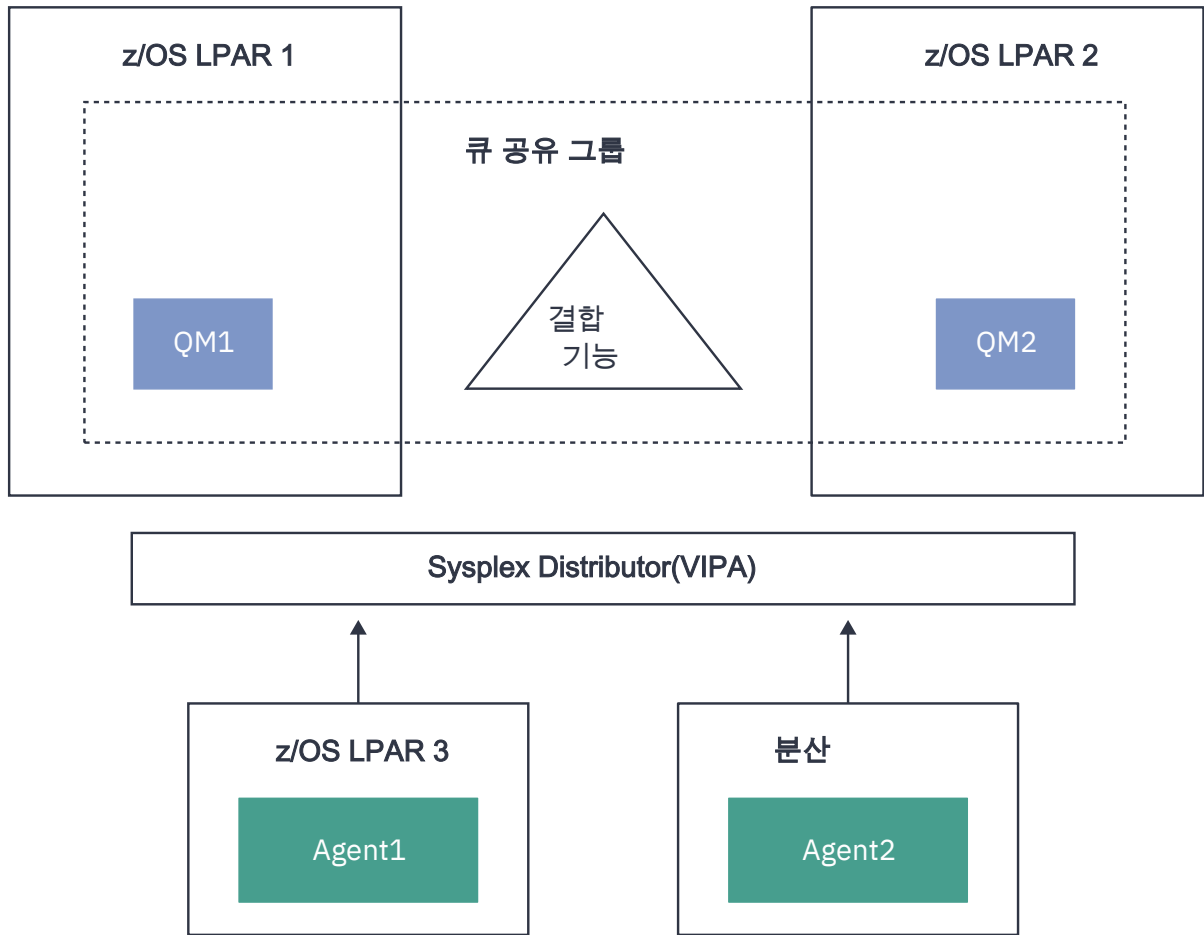 z/OS LPAR 1
z/OS LPAR 2
큐 공유 그룹
QM1
결합
기능
QM2
Sysplex Distributor(VIPA)
z/OS LPAR 3
분산
Agent1
Agent2